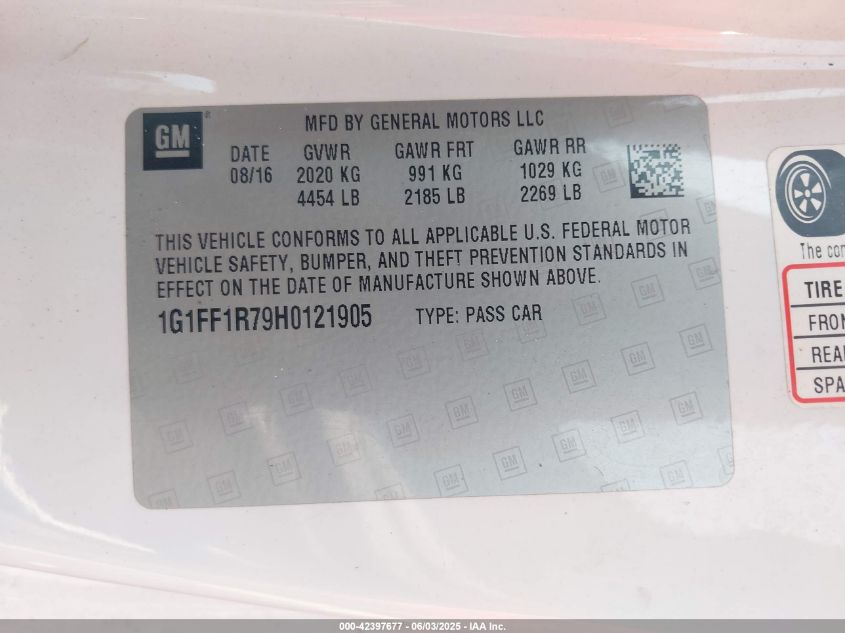 GM
MFD BY GENERAL MOTORS LLC
DATE GVWR GAWR FRT GAWR RR
08/16 2020 KG 991 KG 1029 KG
4454 LB 2185 LB 2269 LB
THIS VEHICLE CONFORMS TO ALL APPLICABLE U.S. FEDERAL MOTOR
VEHICLE SAFETY, BUMPER, AND THEFT PREVENTION STANDARDS IN
EFFECT ON THE DATE OF MANUFACTURE SHOWN ABOVE.
1G1FF1R79H0121905 TYPE: PASS CAR
The
TIRE
000-42397677 - 06/03/2025 - IAA Inc.